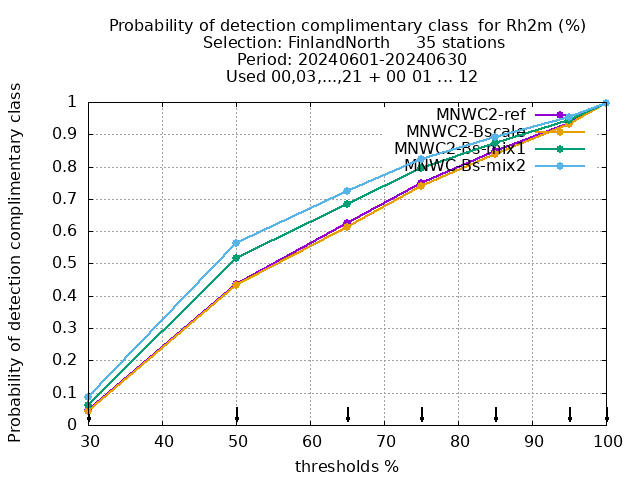 Probability of detection complimentary class  for Rh2m (%)
Selection: FinlandNorth     35 stations
Period: 20240601-20240630
Used 00,03,...,21 + 00 01 ... 12
Probability of detection complimentary class
1
0.9
0.8
0.7
0.6
0.5
0.4
0.3
0.2
0.1
0
MNWC2-ref
MNWC2-Bscale
MNWC2-Bs-mix1
MNWC-Bs-mix2
30 40 50 60 70 80 90 100
thresholds %